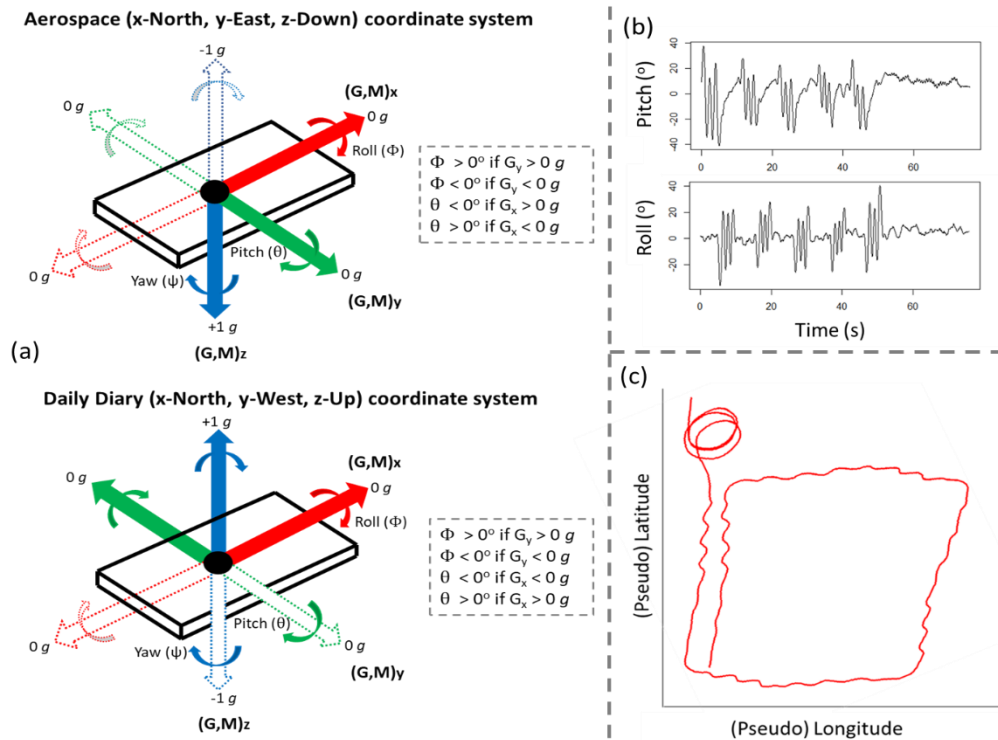 Aerospace (x-North, y-East, z-Down) coordinate system
-1 g
0 g
(G,M)x
0 g
Roll (Φ)
Φ > 0° if Gy > 0 g
Φ < 0° if Gy < 0 g
θ < 0° if Gx > 0 g
θ > 0° if Gx < 0 g
0 g
Pitch (θ)
Yaw (ψ)
0 g
(G,M)y
+1 g
(G,M)z
(a)
Daily Diary (x-North, y-West, z-Up) coordinate system
+1 g
(G,M)x
0 g
0 g
Roll (Φ)
Φ > 0° if Gy > 0 g
Φ < 0° if Gy < 0 g
θ < 0° if Gx < 0 g
θ > 0° if Gx > 0 g
Pitch (θ)
0 g
Yaw (ψ)
0 g
(G,M)y
-1 g
(G,M)z
(b)
Pitch (°)
40
20
0
-20
-40
0 20 40 60
Roll (°)
40
20
0
-20
0 20 40 60
Time (s)
(c)
(Pseudo) Latitude
(Pseudo) Longitude